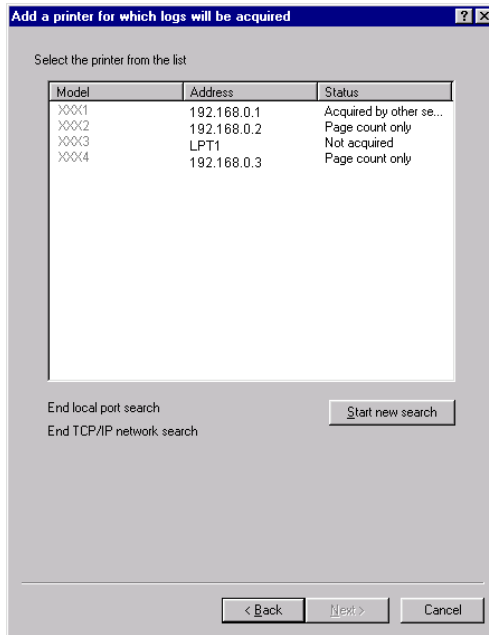 Add a printer for which logs will be acquired
Select the printer from the list
Model Address Status
XXX1 192.168.0.1 Acquired by other se...
XXX2 192.168.0.2 Page count only
XXX3 LPT1 Not acquired
XXX4 192.168.0.3 Page count only
End local port search
Start new search
End TCP/IP network search
< Back Next > Cancel